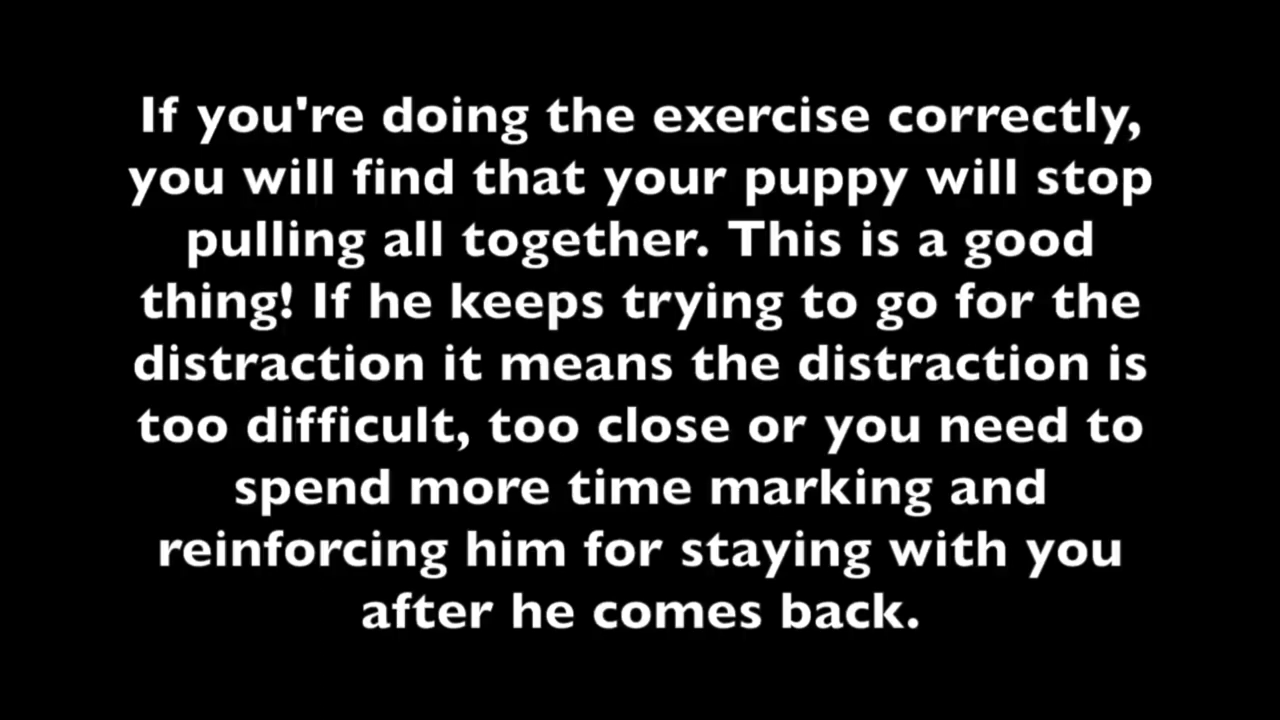 If you're doing the exercise correctly,
you will find that your puppy will stop
pulling all together. This is a good
thing! If he keeps trying to go for the
distraction it means the distraction is
too difficult, too close or you need to
spend more time marking and
reinforcing him for staying with you
after he comes back.